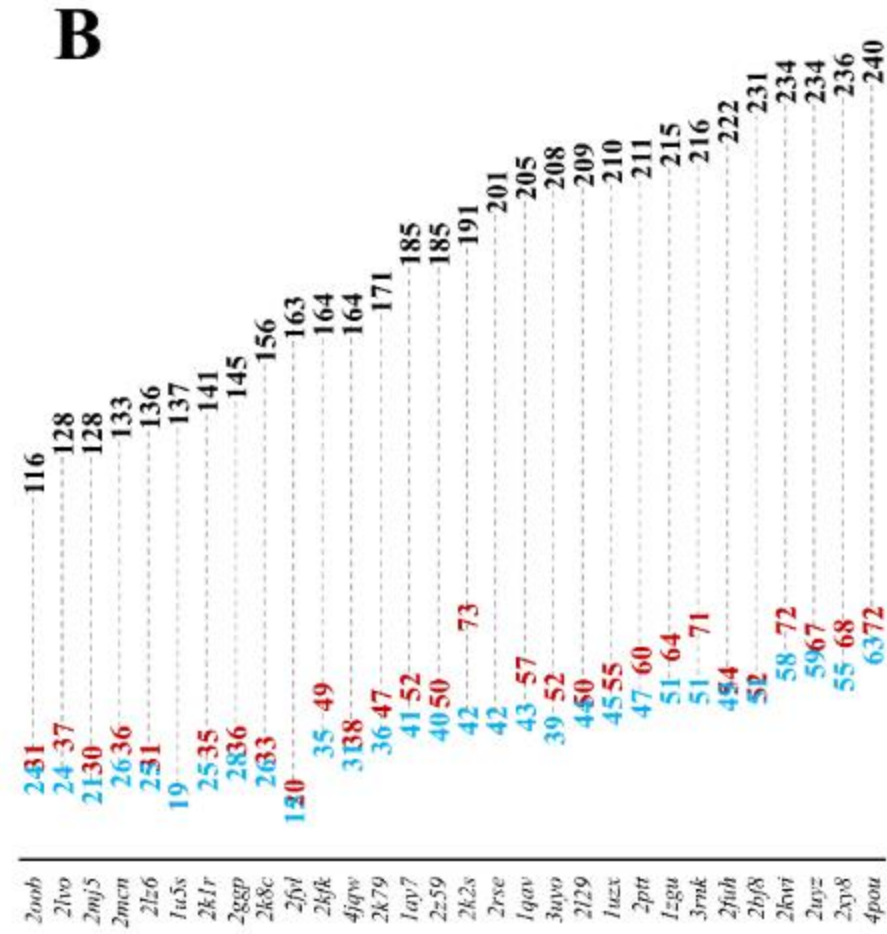 B
116 128 128 133 136 137 141 145 156 163 164 164 171 185 185 191 201 205 208 209 210 211 215 216 222 231 234 234 236 240
31 37 30 36 31 35 36 33 20 49 38 47 52 50 73 57 52 50 55 60 64 71 54 52 72 67 68 72
24 24 21 26 25 19 25 28 26 35 31 36 41 40 42 42 43 39 44 45 47 51 51 58 59 55 63
2oob 2lvo 2mj5 2mcn 2lz6 1u5s 2k1r 2ggp 2k8c 2fyl 2kfk 4jqw 2k79 1ay7 2z59 2k2s 2rse 1qav 3uyo 2l29 1uzx 2ptt 1zgu 3rnk 2fuh 2bf8 2kwi 2uyz 2xy8 4pou